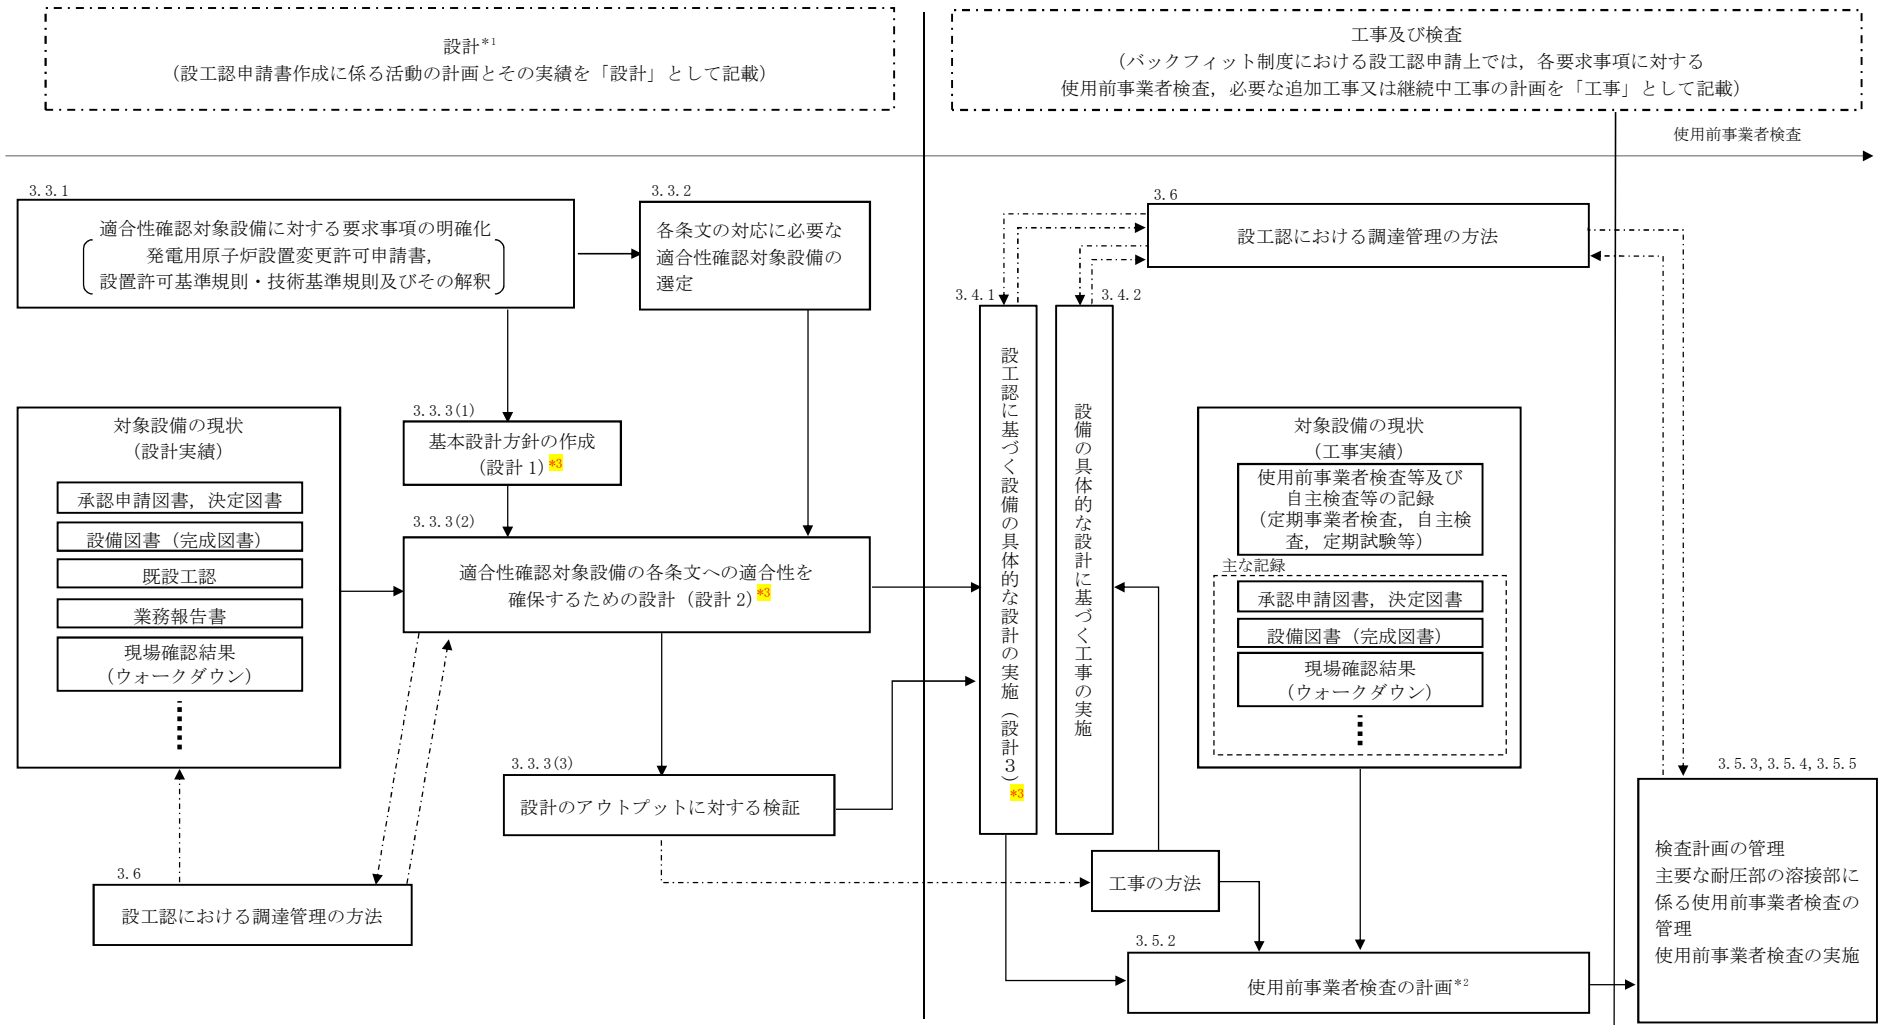 設計*1
(設工認申請書作成に係る活動の計画とその実績を「設計」として記載)
工事及び検査
(バックフィット制度における設工認申請上では，各要求事項に対する
使用前事業者検査，必要な追加工事又は継続中工事の計画を「工事」として記載)
使用前事業者検査
3.3.1
適合性確認対象設備に対する要求事項の明確化
発電用原子炉設置変更許可申請書，
設置許可基準規則・技術基準規則及びその解釈
3.3.2
各条文の対応に必要な
適合性確認対象設備の
選定
対象設備の現状
(設計実績)
承認申請図書，決定図書
設備図書（完成図書）
既設工認
業務報告書
現場確認結果
(ウォークダウン)
3.3.3(1)
基本設計方針の作成
(設計 1) *3
3.3.3(2)
適合性確認対象設備の各条文への適合性を
確保するための設計（設計 2）*3
3.3.3(3)
設計のアウトプットに対する検証
3.6
設工認における調達管理の方法
3.6
設工認における調達管理の方法
3.4.1
設工認に基づく設備の具体的な設計の実施（設計３）
*3
3.4.2
設備の具体的な設計に基づく工事の実施
対象設備の現状
(工事実績)
使用前事業者検査等及び
自主検査等の記録
(定期事業者検査，自主検
査，定期試験等)
主な記録
承認申請図書，決定図書
設備図書（完成図書）
現場確認結果
(ウォークダウン)
工事の方法
3.5.2
使用前事業者検査の計画*2
3.5.3, 3.5.4, 3.5.5
検査計画の管理
主要な耐圧部の溶接部に
係る使用前事業者検査の
管理
使用前事業者検査の実施